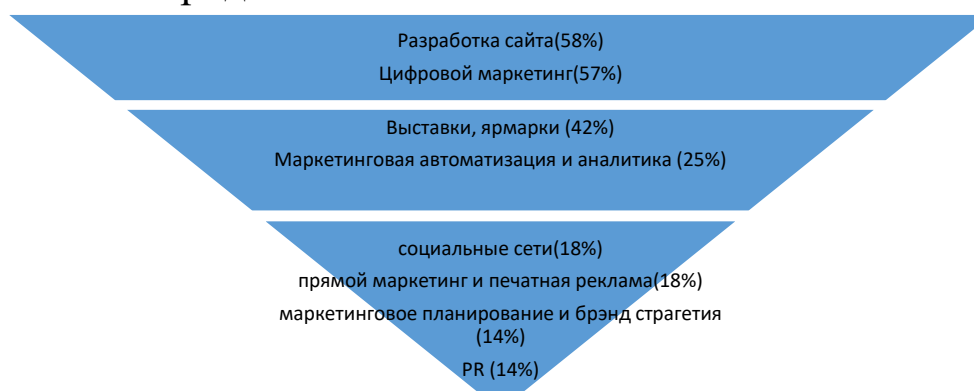 Разработка сайта(58%)
Цифровой маркетинг(57%)
Выставки, ярмарки (42%)
Маркетинговая автоматизация и аналитика (25%)
социальные сети(18%)
прямой маркетинг и печатная реклама(18%)
маркетинговое планирование и брэнд страгетия
(14%)
PR (14%)